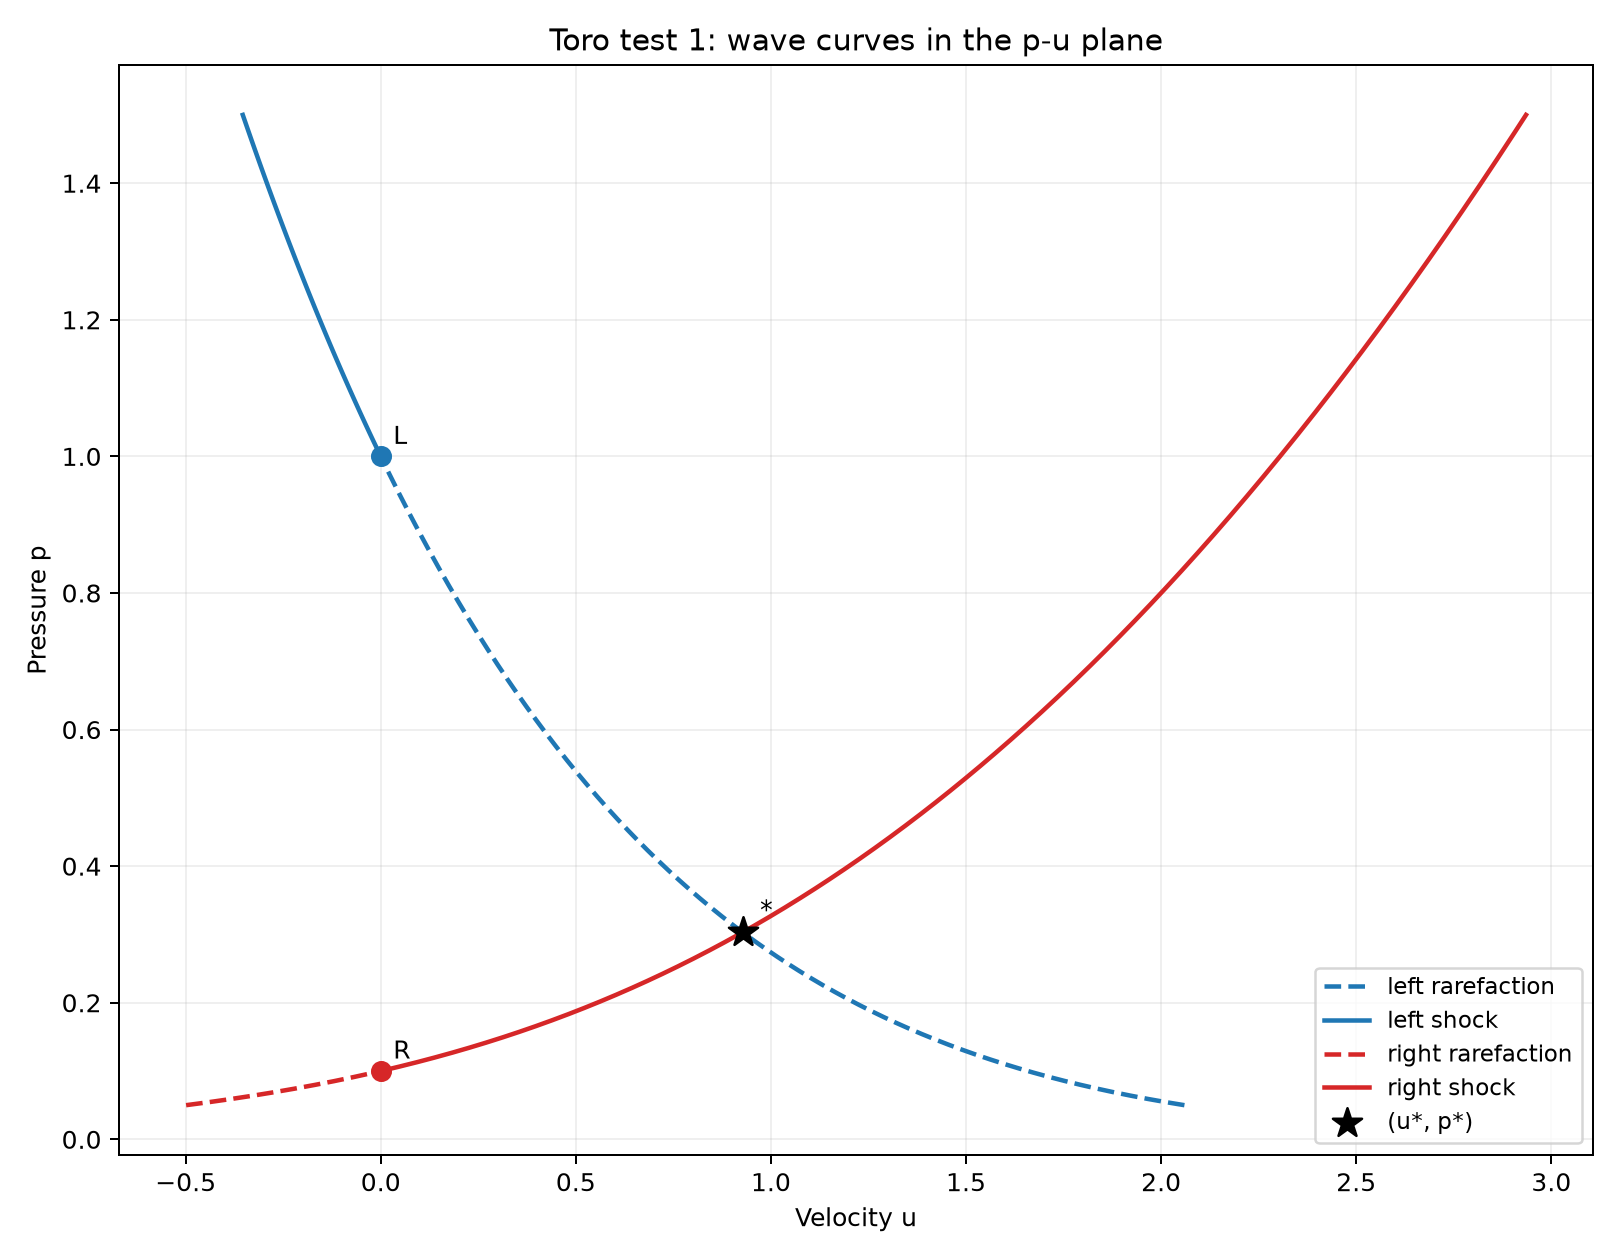 Toro test 1: wave curves in the p-u plane
Pressure p
1.4
1.2
1.0
0.8
0.6
0.4
0.2
0.0
L
*
R
left rarefaction
left shock
right rarefaction
right shock
(u*, p*)
−0.5 0.0 0.5 1.0 1.5 2.0 2.5 3.0
Velocity u